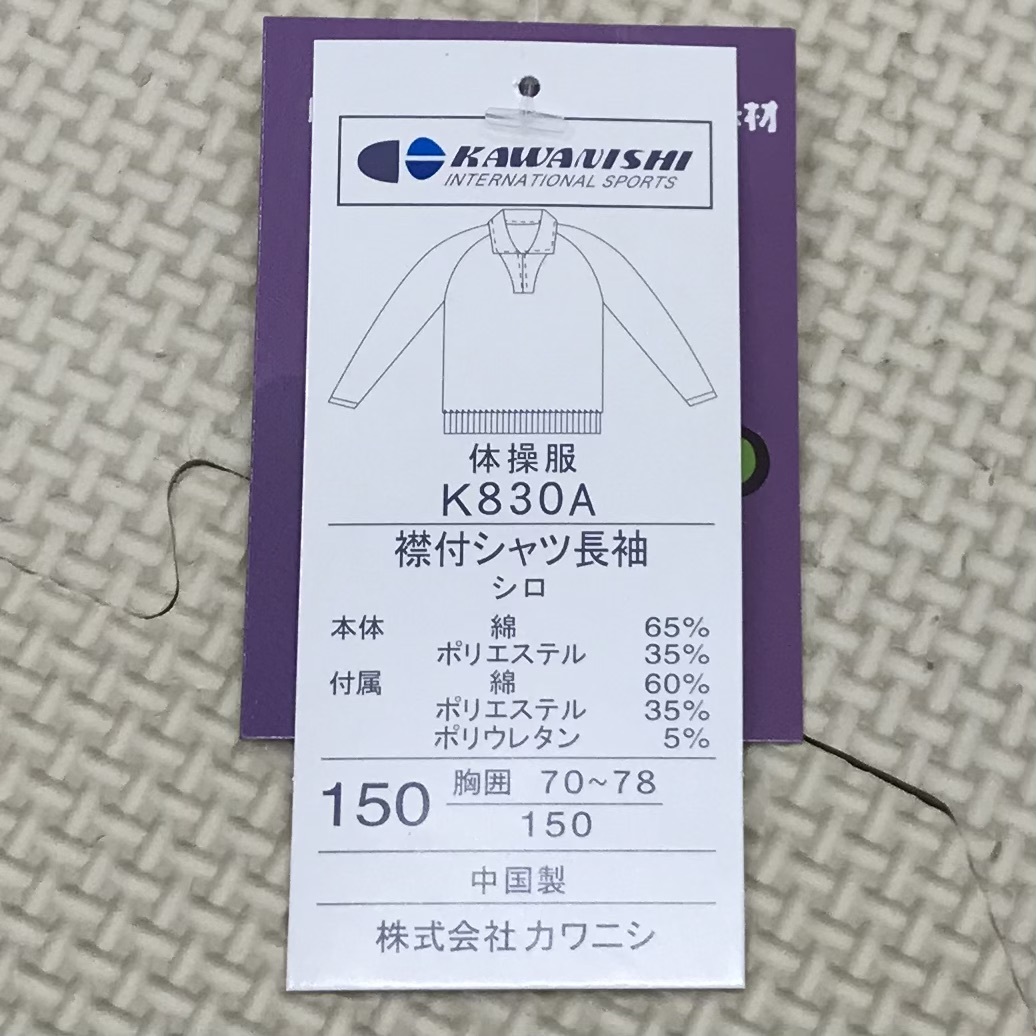 材
KAWANISHI
INTERNATIONAL SPORTS
体操服
K830A
襟付シャツ長袖
シロ
本体 綿 65%
ポリエステル 35%
付属 綿 60%
ポリエステル 35%
ポリウレタン 5%
150 胸囲 70~78
150
中国製
株式会社カワニシ